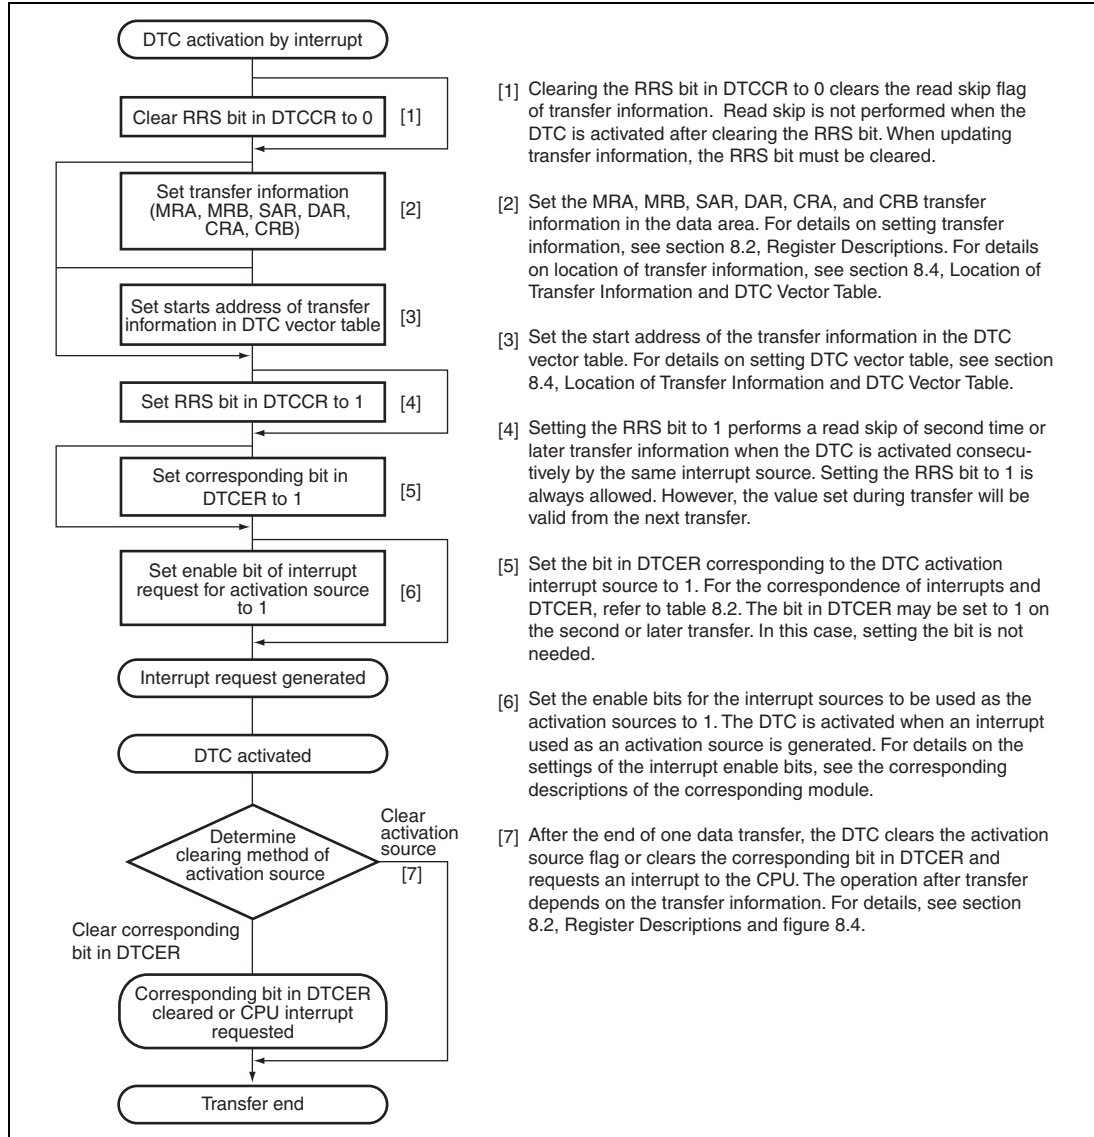 DTC activation by interrupt
Clear RRS bit in DTCCR to 0
[1]
Set transfer information
(MRA, MRB, SAR, DAR,
CRA, CRB)
[2]
Set starts address of transfer
information in DTC vector table
[3]
Set RRS bit in DTCCR to 1
[4]
Set corresponding bit in
DTCER to 1
[5]
Set enable bit of interrupt
request for activation source
to 1
[6]
Interrupt request generated
DTC activated
Determine
clearing method of
activation source
Clear
activation
source
[7]
Clear corresponding
bit in DTCER
Corresponding bit in DTCER
cleared or CPU interrupt
requested
Transfer end
[1] Clearing the RRS bit in DTCCR to 0 clears the read skip flag
of transfer information. Read skip is not performed when the
DTC is activated after clearing the RRS bit. When updating
transfer information, the RRS bit must be cleared.
[2] Set the MRA, MRB, SAR, DAR, CRA, and CRB transfer
information in the data area. For details on setting transfer
information, see section 8.2, Register Descriptions. For details
on location of transfer information, see section 8.4, Location of
Transfer Information and DTC Vector Table.
[3] Set the start address of the transfer information in the DTC
vector table. For details on setting DTC vector table, see section
8.4, Location of Transfer Information and DTC Vector Table.
[4] Setting the RRS bit to 1 performs a read skip of second time or
later transfer information when the DTC is activated consecu-
tively by the same interrupt source. Setting the RRS bit to 1 is
always allowed. However, the value set during transfer will be
valid from the next transfer.
[5] Set the bit in DTCER corresponding to the DTC activation
interrupt source to 1. For the correspondence of interrupts and
DTCER, refer to table 8.2. The bit in DTCER may be set to 1 on
the second or later transfer. In this case, setting the bit is not
needed.
[6] Set the enable bits for the interrupt sources to be used as the
activation sources to 1. The DTC is activated when an interrupt
used as an activation source is generated. For details on the
settings of the interrupt enable bits, see the corresponding
descriptions of the corresponding module.
[7] After the end of one data transfer, the DTC clears the activation
source flag or clears the corresponding bit in DTCER and
requests an interrupt to the CPU. The operation after transfer
depends on the transfer information. For details, see section
8.2, Register Descriptions and figure 8.4.